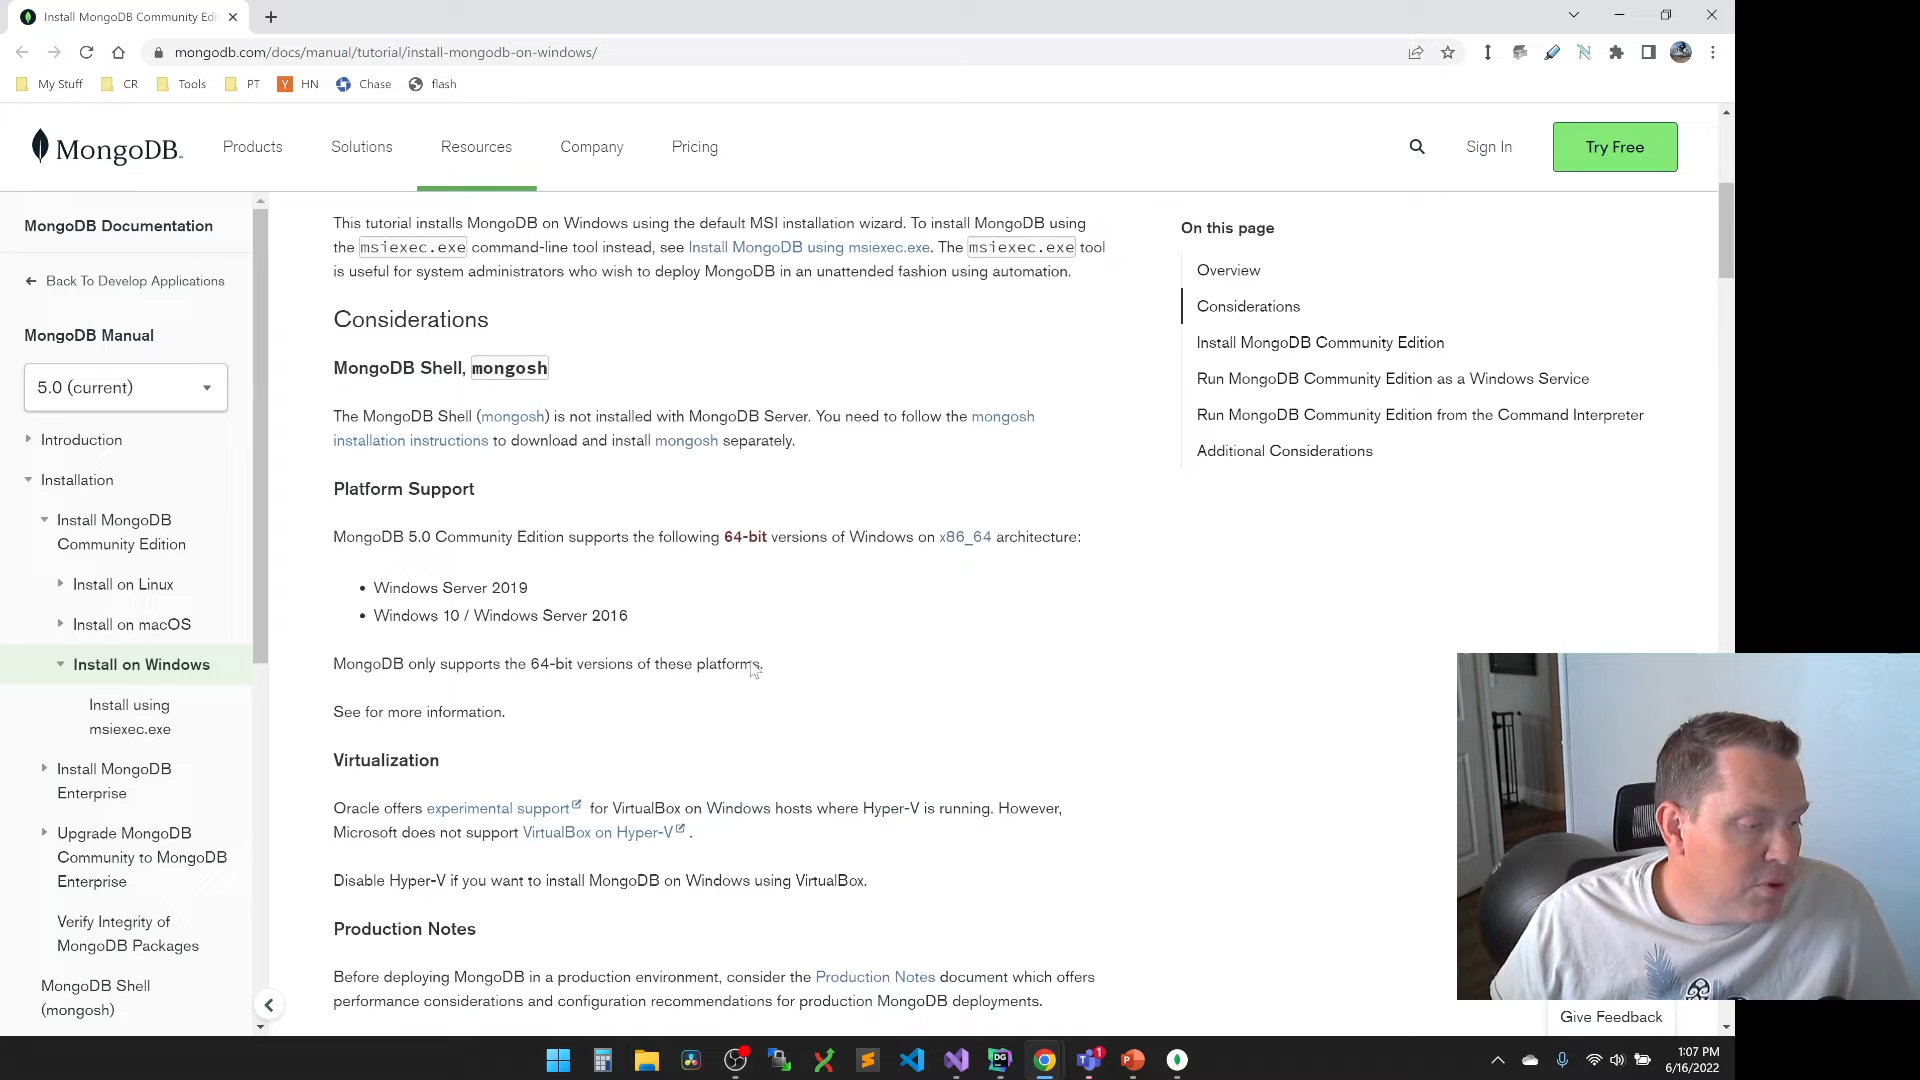 Install MongoDB Community Edi
mongodb.com/docs/manual/tutorial/install-mongodb-on-windows/
My Stuff CR Tools PT Y HN Chase flash
MongoDB.
Products Solutions Resources Company Pricing
Sign In
Try Free
MongoDB Documentation
Back To Develop Applications
MongoDB Manual
5.0 (current)
Introduction
Installation
Install MongoDB
Community Edition
Install on Linux
Install on macOS
Install on Windows
Install using
msiexec.exe
Install MongoDB
Enterprise
Upgrade MongoDB
Community to MongoDB
Enterprise
Verify Integrity of
MongoDB Packages
MongoDB Shell
(mongosh)
This tutorial installs MongoDB on Windows using the default MSI installation wizard. To install MongoDB using
the msiexec.exe command-line tool instead, see Install MongoDB using msiexec.exe. The msiexec.exe tool
is useful for system administrators who wish to deploy MongoDB in an unattended fashion using automation.
Considerations
MongoDB Shell, mongosh
The MongoDB Shell (mongosh) is not installed with MongoDB Server. You need to follow the mongosh
installation instructions to download and install mongosh separately.
Platform Support
MongoDB 5.0 Community Edition supports the following 64-bit versions of Windows on x86_64 architecture:
• Windows Server 2019
• Windows 10 / Windows Server 2016
MongoDB only supports the 64-bit versions of these platforms.
See for more information.
Virtualization
Oracle offers experimental support for VirtualBox on Windows hosts where Hyper-V is running. However,
Microsoft does not support VirtualBox on Hyper-V .
Disable Hyper-V if you want to install MongoDB on Windows using VirtualBox.
Production Notes
Before deploying MongoDB in a production environment, consider the Production Notes document which offers
performance considerations and configuration recommendations for production MongoDB deployments.
On this page
Overview
Considerations
Install MongoDB Community Edition
Run MongoDB Community Edition as a Windows Service
Run MongoDB Community Edition from the Command Interpreter
Additional Considerations
Give Feedback
DG
1
1:07 PM
6/16/2022